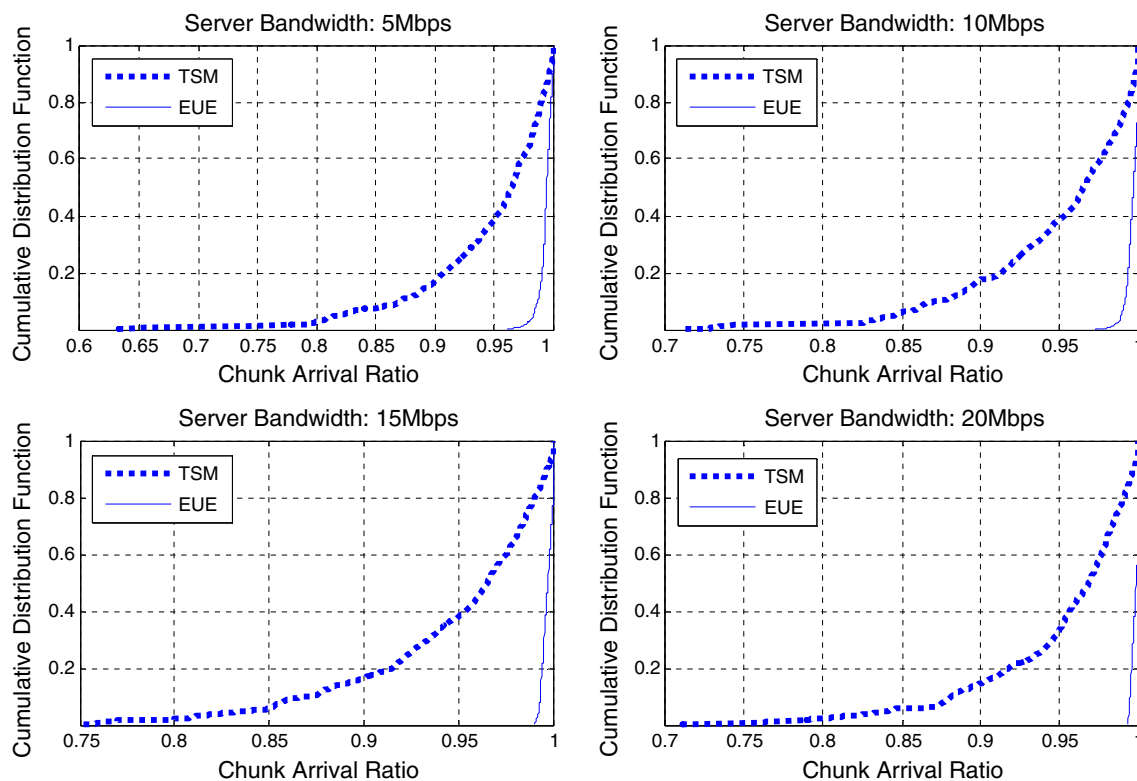 Server Bandwidth: 5Mbps
Cumulative Distribution Function
1
0.8
0.6
0.4
0.2
TSM
EUE
0.6 0.65 0.7 0.75 0.8 0.85 0.9 0.95 1
Chunk Arrival Ratio
Server Bandwidth: 10Mbps
Cumulative Distribution Function
1
0.8
0.6
0.4
0.2
TSM
EUE
0.7 0.75 0.8 0.85 0.9 0.95 1
Chunk Arrival Ratio
Server Bandwidth: 15Mbps
Cumulative Distribution Function
1
0.8
0.6
0.4
0.2
TSM
EUE
0.75 0.8 0.85 0.9 0.95 1
Chunk Arrival Ratio
Server Bandwidth: 20Mbps
Cumulative Distribution Function
1
0.8
0.6
0.4
0.2
TSM
EUE
0.7 0.75 0.8 0.85 0.9 0.95 1
Chunk Arrival Ratio